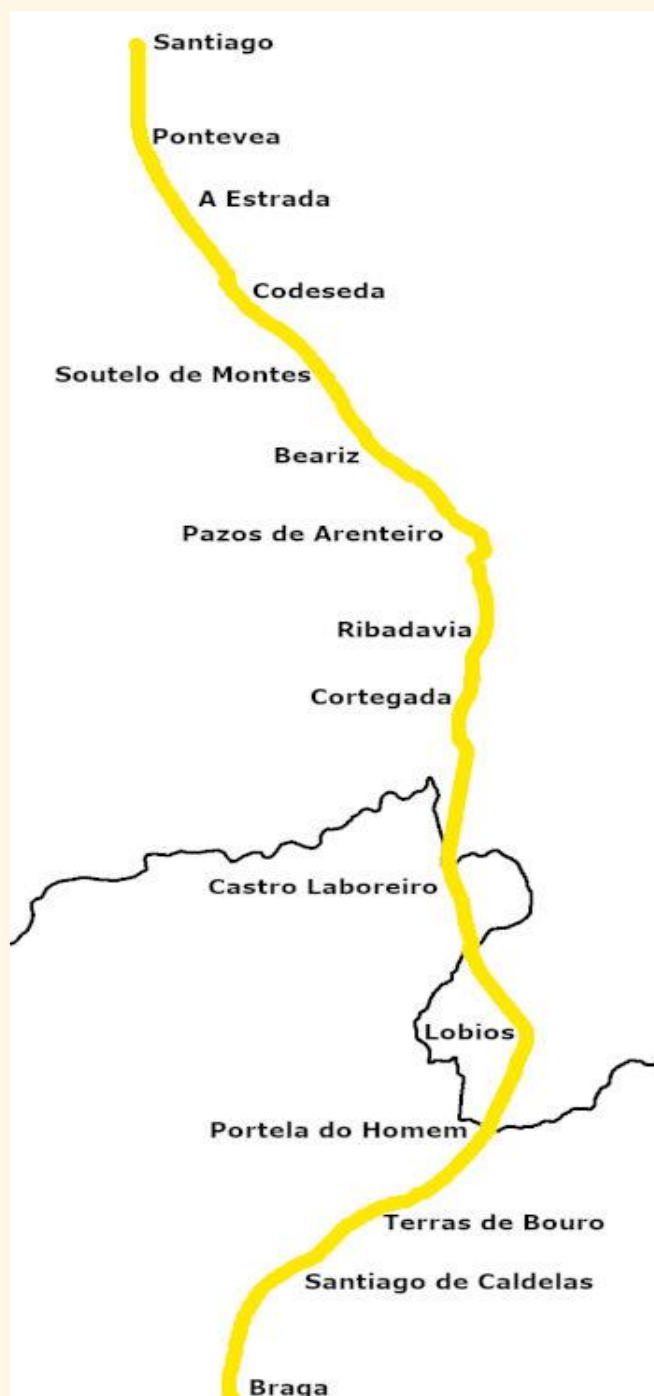 Santiago
Pontevea
A Estrada
Codeseda
Soutelo de Montes
Beariz
Pazos de Arenteiro
Ribadavia
Cortegada
Castro Laboreiro
Lobios
Portela do Homem
Terras de Bouro
Santiago de Caldelas
Braga